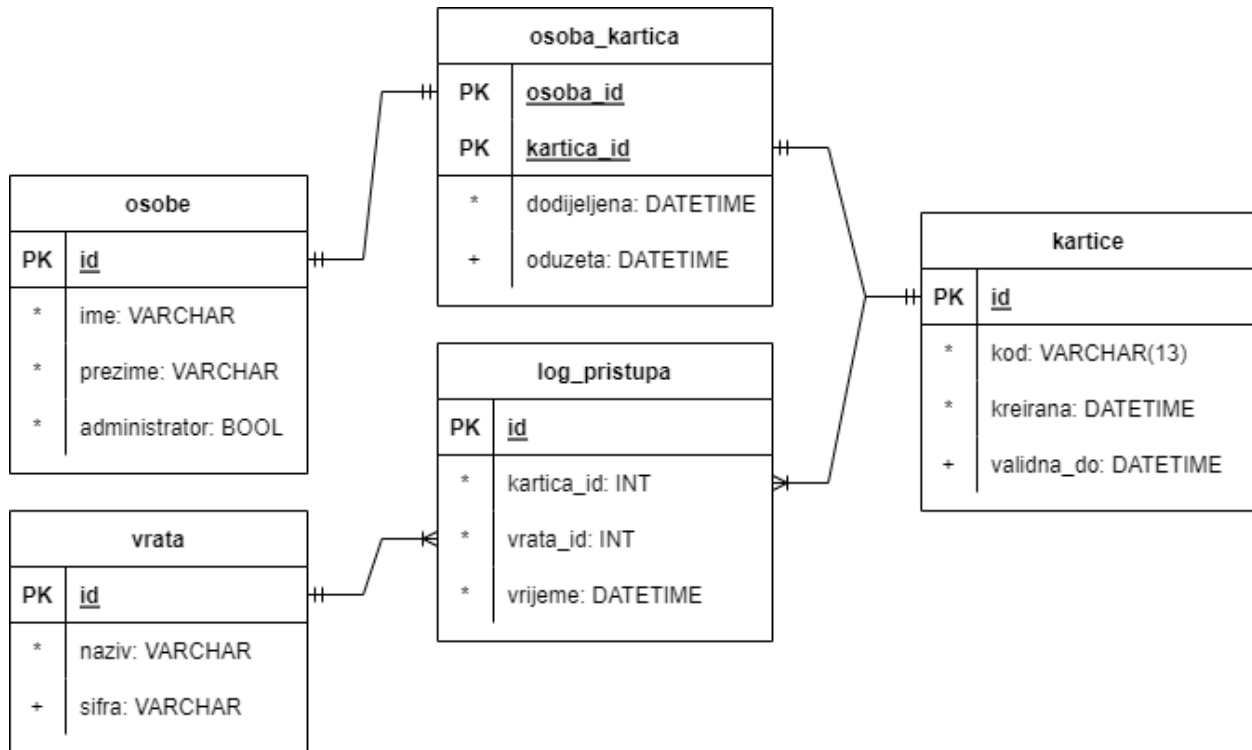 osoba_kartica
PK osoba_id
PK kartica_id
* dodijeljena: DATETIME
+ oduzeta: DATETIME
osobe
PK id
* ime: VARCHAR
* prezime: VARCHAR
* administrator: BOOL
kartice
PK id
* kod: VARCHAR(13)
* kreirana: DATETIME
+ validna_do: DATETIME
log_pristupa
PK id
* kartica_id: INT
* vrata_id: INT
* vrijeme: DATETIME
vrata
PK id
* naziv: VARCHAR
+ sifra: VARCHAR